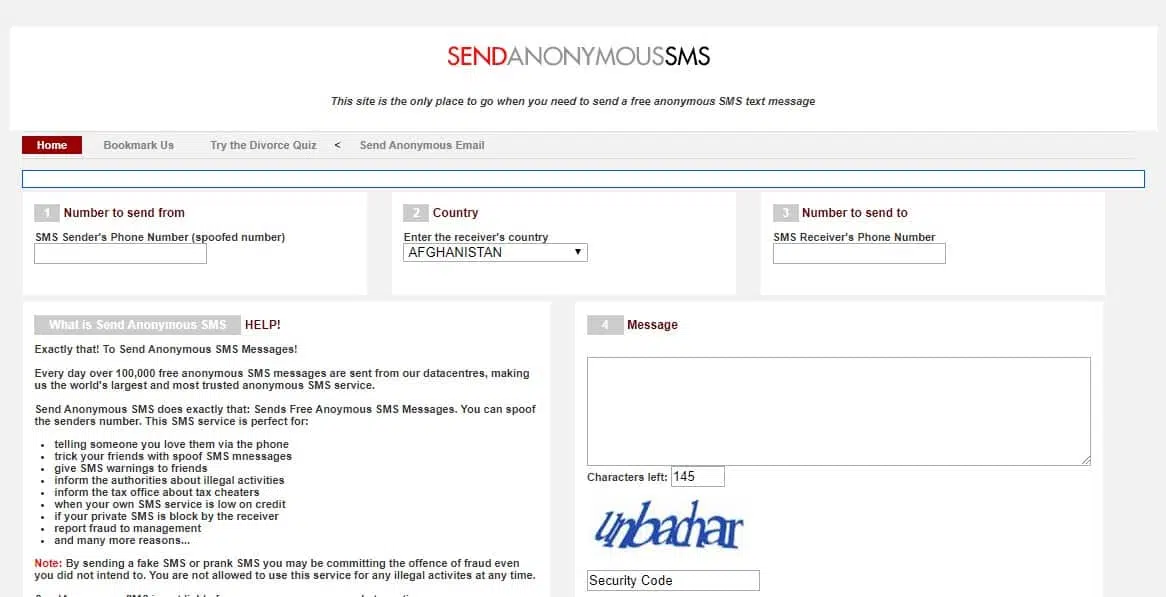 SENDANONYMOUSSMS
This site is the only place to go when you need to send a free anonymous SMS text message
Home Bookmark Us Try the Divorce Quiz < Send Anonymous Email
1 Number to send from
SMS Sender's Phone Number (spoofed number)
2 Country
Enter the receiver's country
AFGHANISTAN
3 Number to send to
SMS Receiver's Phone Number
What is Send Anonymous SMS HELP!
Exactly that! To Send Anonymous SMS Messages!
Every day over 100,000 free anonymous SMS messages are sent from our datacentres, making
us the world's largest and most trusted anonymous SMS service.
Send Anonymous SMS does exactly that: Sends Free Anoymous SMS Messages. You can spoof
the senders number. This SMS service is perfect for:
• telling someone you love them via the phone
• trick your friends with spoof SMS mnessages
• give SMS warnings to friends
• inform the authorities about illegal activities
• inform the tax office about tax cheaters
• when your own SMS service is low on credit
• if your private SMS is block by the receiver
• report fraud to management
• and many more reasons...
Note: By sending a fake SMS or prank SMS you may be committing the offence of fraud even
you did not intend to. You are not allowed to use this service for any illegal activites at any time.
4 Message
Characters left: 145
unbachar
Security Code